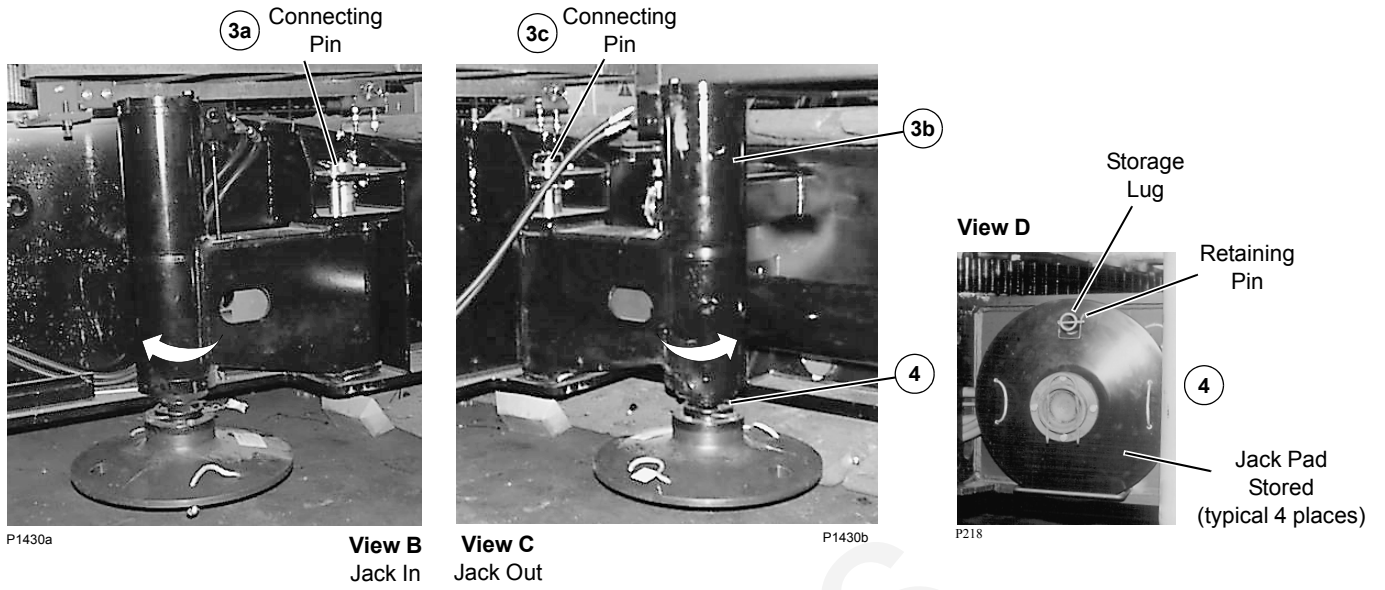 3a
Connecting
Pin
3c
Connecting
Pin
3b
Storage
Lug
View D
Retaining
Pin
4
4
Jack Pad
Stored
(typical 4 places)
P1430a
View B
Jack In
View C
Jack Out
P1430b
P218